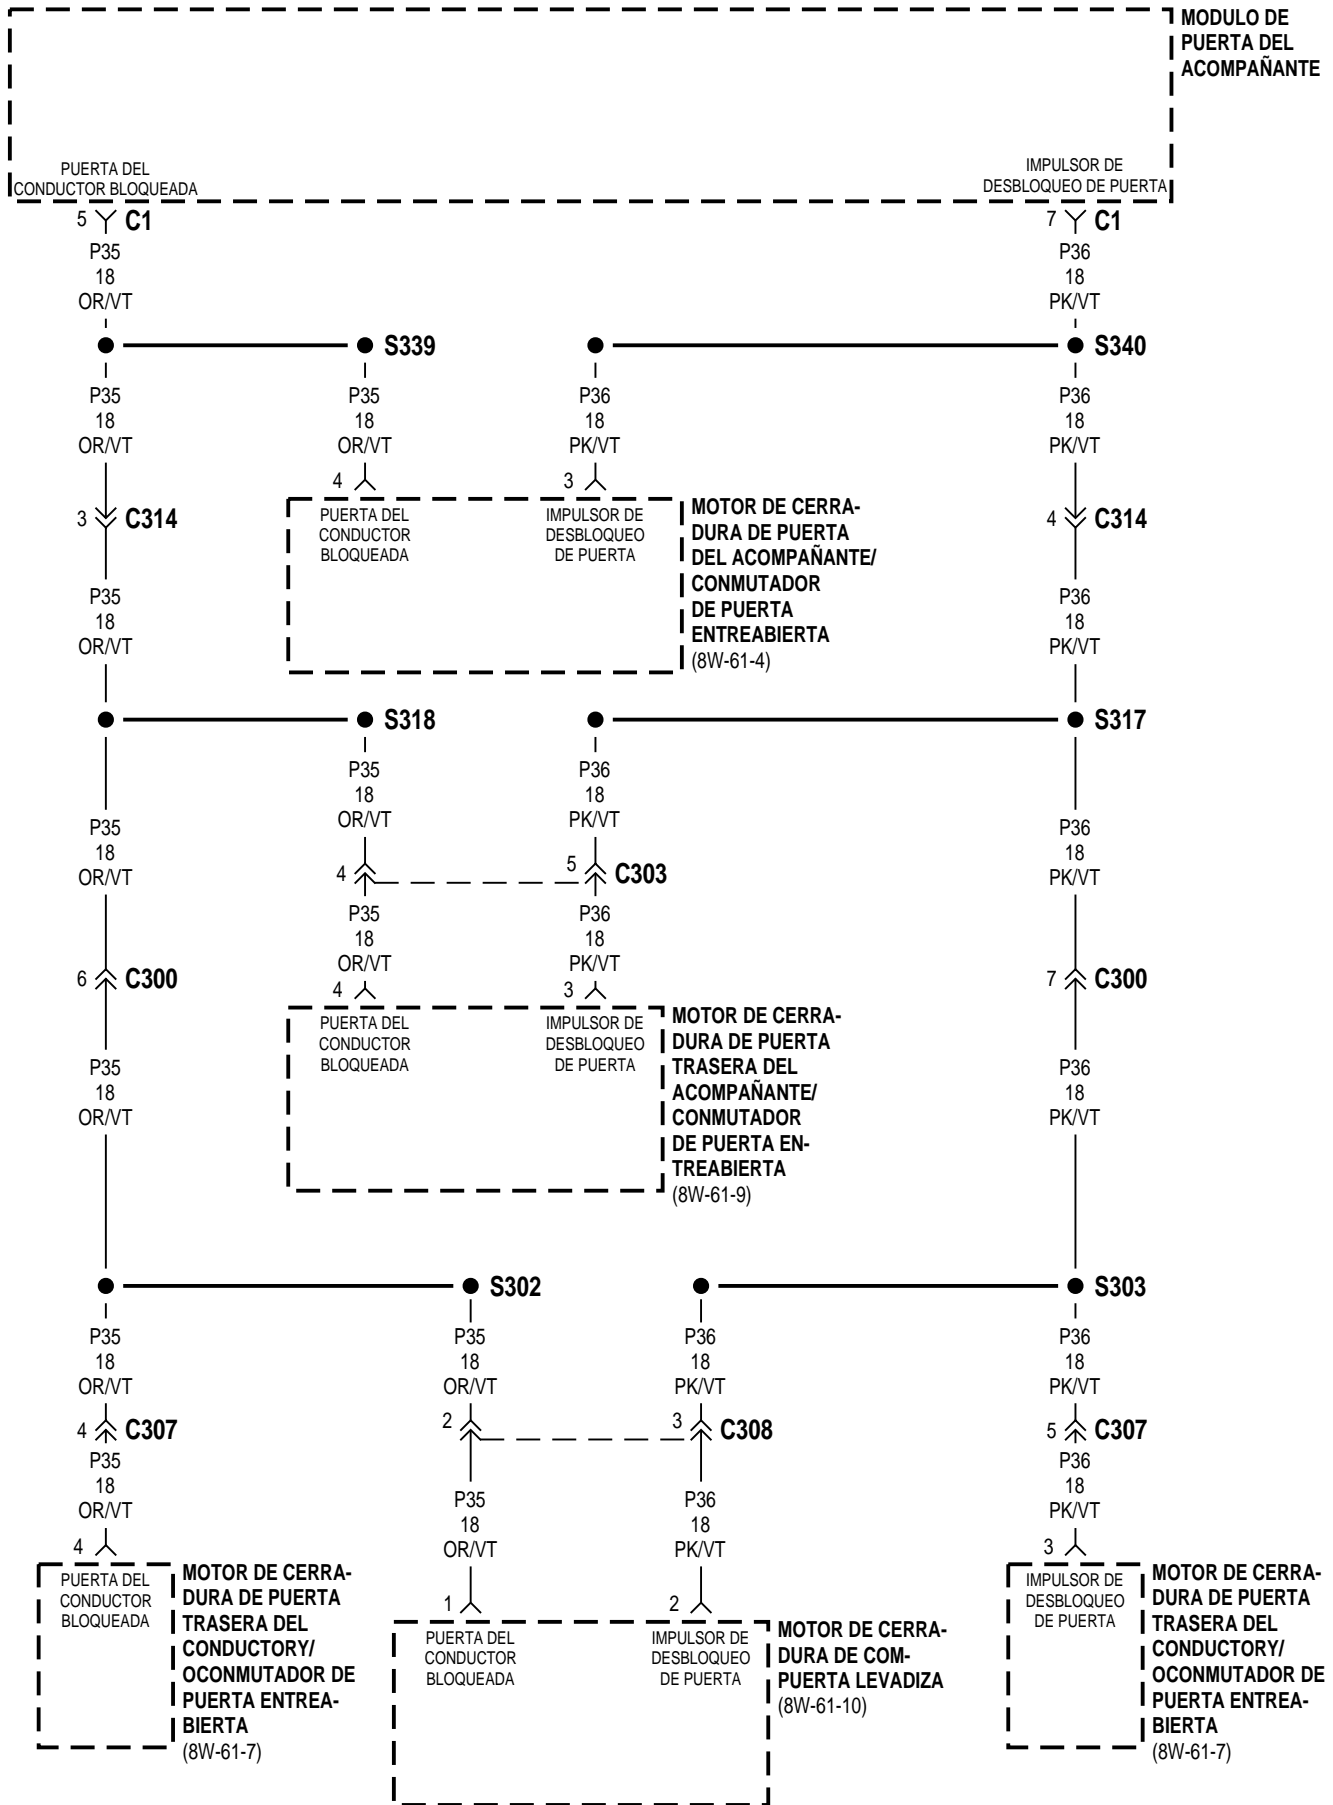 MODULO DE
PUERTA DEL
ACOMPAÑANTE
PUERTA DEL
CONDUCTOR BLOQUEADA
IMPULSOR DE
DESBLOQUEO DE PUERTA
5 C1
7 C1
P35
18
OR/VT
P36
18
PK/VT
S339
S340
P35
18
OR/VT
P35
18
OR/VT
P36
18
PK/VT
P36
18
PK/VT
4
3
3 C314
4 C314
PUERTA DEL
CONDUCTOR
BLOQUEADA
IMPULSOR DE
DESBLOQUEO
DE PUERTA
MOTOR DE CERRA-
DURA DE PUERTA
DEL ACOMPAÑANTE/
CONMUTADOR
DE PUERTA
ENTREABIERTA
(8W-61-4)
P35
18
OR/VT
P36
18
PK/VT
S318
S317
P35
18
OR/VT
P36
18
PK/VT
P35
18
OR/VT
P36
18
PK/VT
4
5 C303
P35
18
OR/VT
P36
18
PK/VT
6 C300
7 C300
4
3
PUERTA DEL
CONDUCTOR
BLOQUEADA
IMPULSOR DE
DESBLOQUEO
DE PUERTA
MOTOR DE CERRA-
DURA DE PUERTA
TRASERA DEL
ACOMPAÑANTE/
CONMUTADOR
DE PUERTA EN-
TREABIERTA
(8W-61-9)
P35
18
OR/VT
P36
18
PK/VT
S302
S303
P35
18
OR/VT
P35
18
OR/VT
P36
18
PK/VT
P36
18
PK/VT
4 C307
2
3 C308
5 C307
P35
18
OR/VT
P35
18
OR/VT
P36
18
PK/VT
P36
18
PK/VT
4
1
2
3
PUERTA DEL
CONDUCTOR
BLOQUEADA
MOTOR DE CERRA-
DURA DE PUERTA
TRASERA DEL
CONDUCTORY/
OCONMUTADOR DE
PUERTA ENTREA-
BIERTA
(8W-61-7)
PUERTA DEL
CONDUCTOR
BLOQUEADA
IMPULSOR DE
DESBLOQUEO
DE PUERTA
MOTOR DE CERRA-
DURA DE COM-
PUERTA LEVADIZA
(8W-61-10)
IMPULSOR DE
DESBLOQUEO
DE PUERTA
MOTOR DE CERRA-
DURA DE PUERTA
TRASERA DEL
CONDUCTORY/
OCONMUTADOR DE
PUERTA ENTREA-
BIERTA
(8W-61-7)